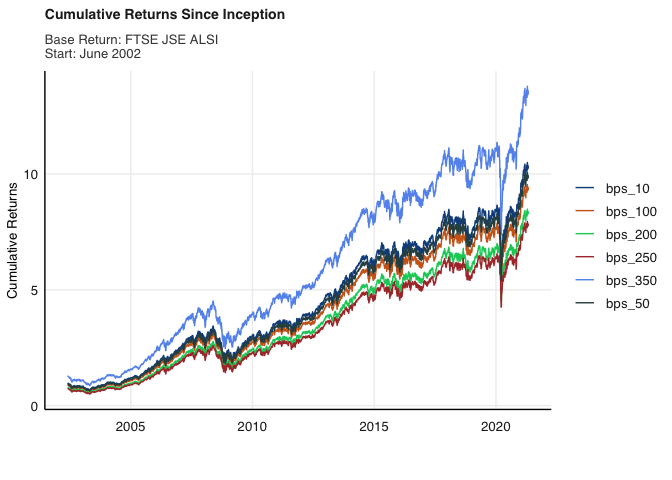 Cumulative Returns Since Inception
Base Return: FTSE JSE ALSI
Start: June 2002
Cumulative Returns
10
5
0
2005
2010
2015
2020
bps_10
bps_100
bps_200
bps_250
bps_350
bps_50